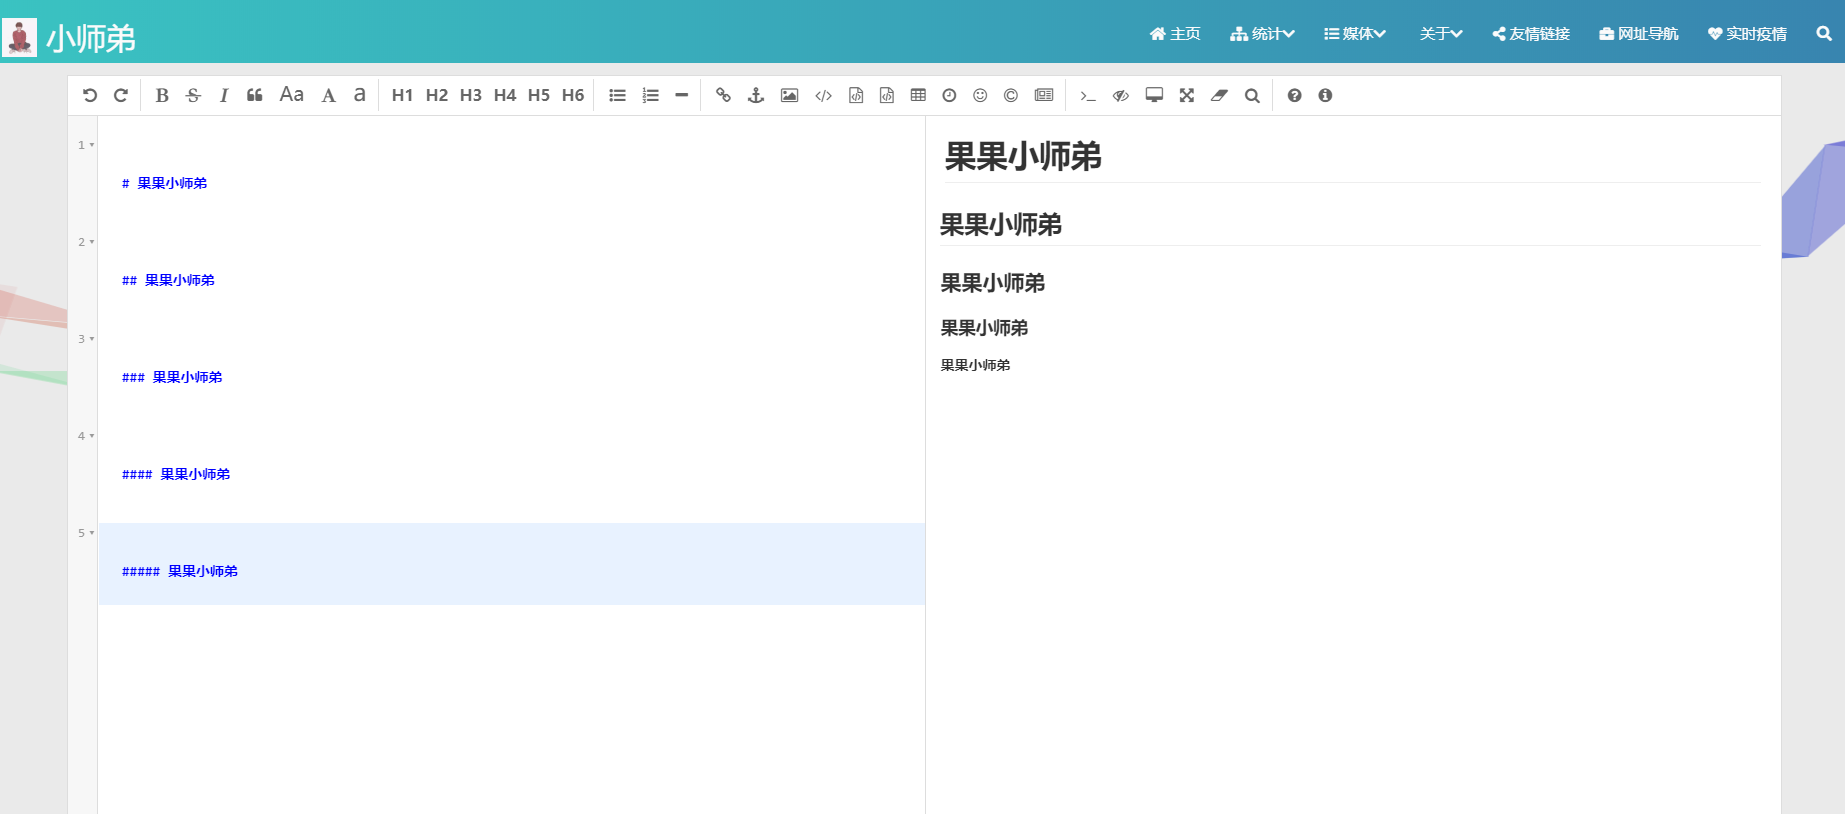 小师弟
主页 统计 媒体 关于 友情链接 网址导航 实时疫情
B S I Aa A a H1 H2 H3 H4 H5 H6
1
# 果果小师弟
2
## 果果小师弟
3
### 果果小师弟
4
#### 果果小师弟
5
##### 果果小师弟
果果小师弟
果果小师弟
果果小师弟
果果小师弟
果果小师弟